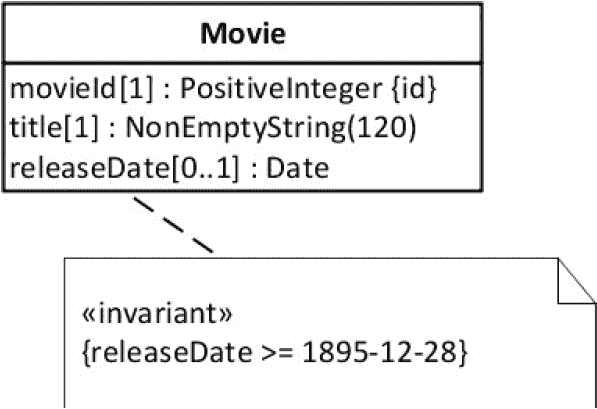 Movie
movieId[1] : PositiveInteger {id}
title[1] : NonEmptyString(120)
releaseDate[0..1] : Date
«invariant»
{releaseDate >= 1895-12-28}